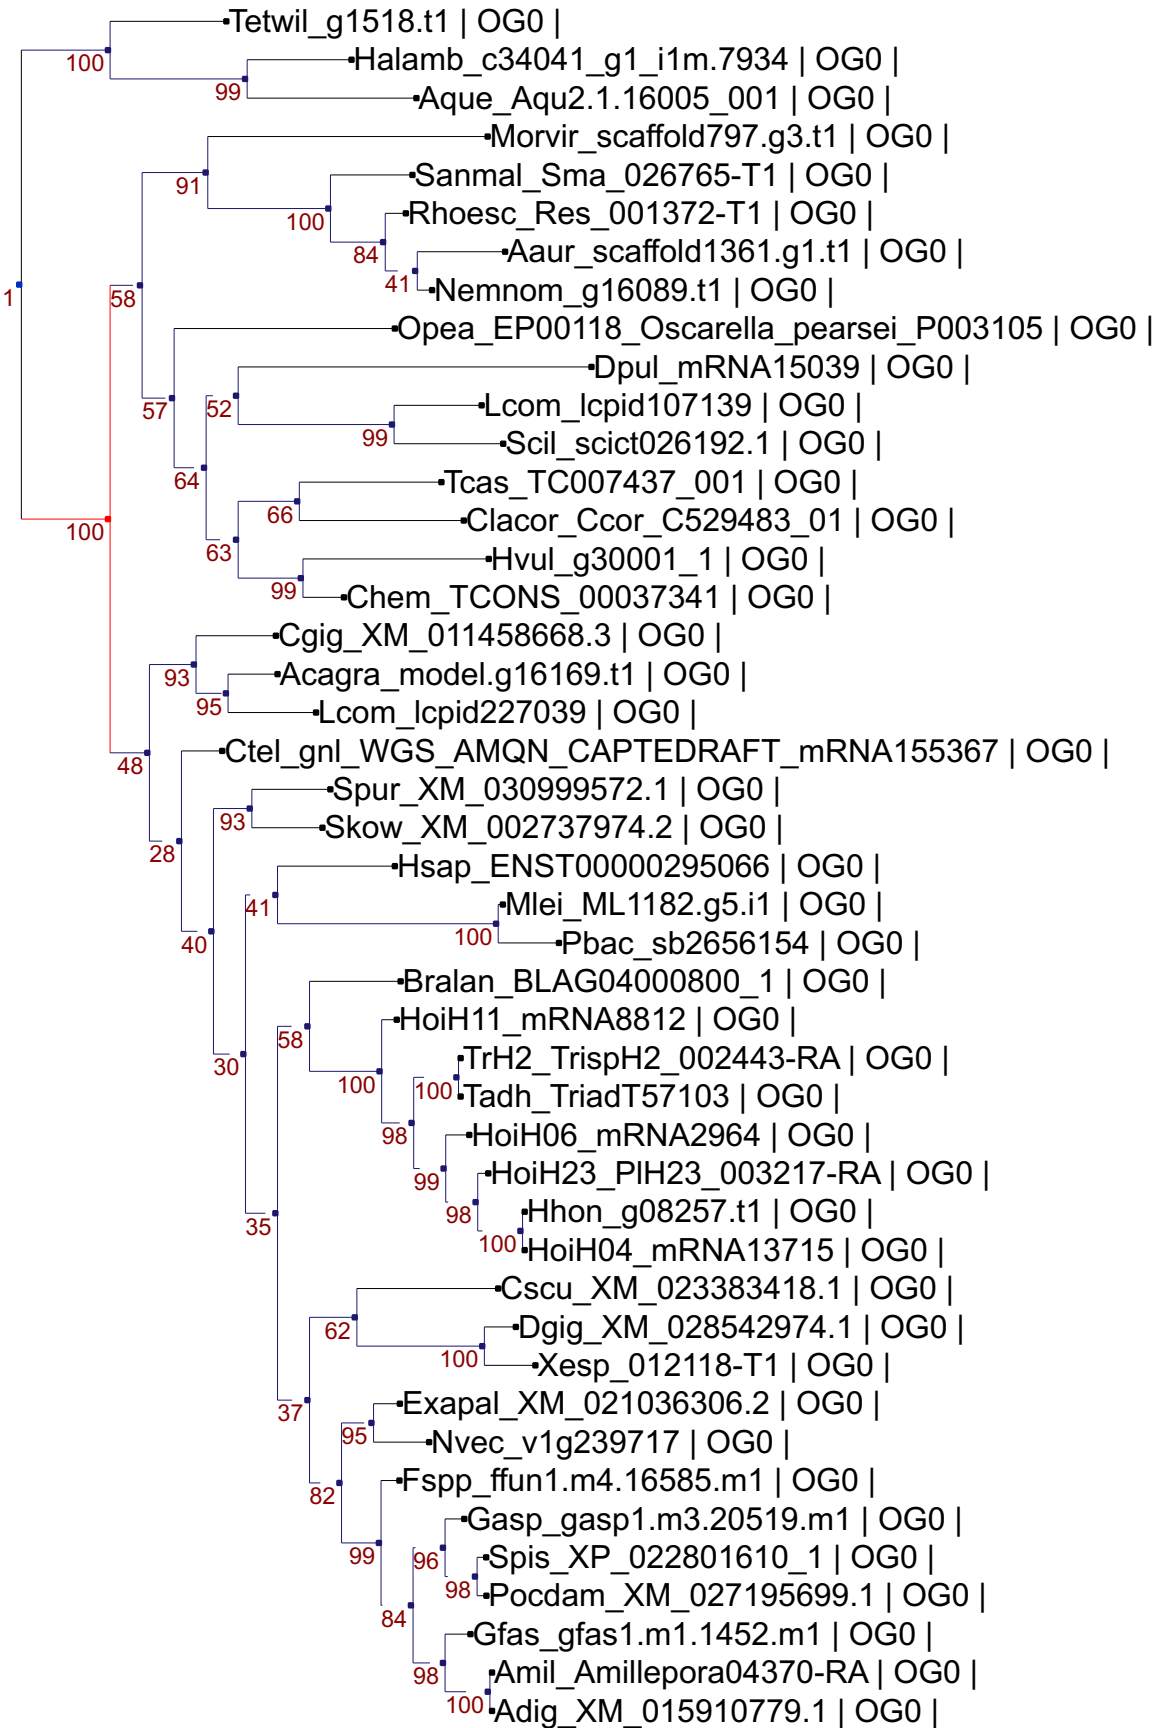 Tetwil_g1518.t1 | OG0 |
100
Halamb_c34041_g1_i1m.7934 | OG0 |
99
Aque_Aqu2.1.16005_001 | OG0 |
Morvir_scaffold797.g3.t1 | OG0 |
91
Sanmal_Sma_026765-T1 | OG0 |
100
Rhoesc_Res_001372-T1 | OG0 |
84
Aaur_scaffold1361.g1.t1 | OG0 |
41
Nemnom_g16089.t1 | OG0 |
1
58
Opea_EP00118_Oscarella_pearsei_P003105 | OG0 |
Dpul_mRNA15039 | OG0 |
57
52
Lcom_lcpid107139 | OG0 |
99
Scil_scict026192.1 | OG0 |
64
Tcas_TC007437_001 | OG0 |
66
Clacor_Ccor_C529483_01 | OG0 |
100
63
Hvul_g30001_1 | OG0 |
99
Chem_TCONS_00037341 | OG0 |
Cgig_XM_011458668.3 | OG0 |
93
Acagra_model.g16169.t1 | OG0 |
95
Lcom_lcpid227039 | OG0 |
48
Ctel_gnl_WGS_AMQN_CAPTEDRAFT_mRNA155367 | OG0 |
Spur_XM_030999572.1 | OG0 |
93
Skow_XM_002737974.2 | OG0 |
28
Hsap_ENST00000295066 | OG0 |
41
Mlei_ML1182.g5.i1 | OG0 |
100
Pbac_sb2656154 | OG0 |
40
Bralan_BLAG04000800_1 | OG0 |
58
HoiH11_mRNA8812 | OG0 |
30
TrH2_TrispH2_002443-RA | OG0 |
100
100
Tadh_TriadT57103 | OG0 |
98
HoiH06_mRNA2964 | OG0 |
99
HoiH23_PlH23_003217-RA | OG0 |
98
Hhon_g08257.t1 | OG0 |
35
100
HoiH04_mRNA13715 | OG0 |
Cscu_XM_023383418.1 | OG0 |
62
Dgig_XM_028542974.1 | OG0 |
100
Xesp_012118-T1 | OG0 |
37
Exapal_XM_021036306.2 | OG0 |
95
Nvec_v1g239717 | OG0 |
82
Fspp_ffun1.m4.16585.m1 | OG0 |
Gasp_gasp1.m3.20519.m1 | OG0 |
99
96
Spis_XP_022801610_1 | OG0 |
98
Pocdam_XM_027195699.1 | OG0 |
84
Gfas_gfas1.m1.1452.m1 | OG0 |
98
Amil_Amillepora04370-RA | OG0 |
100
Adig_XM_015910779.1 | OG0 |